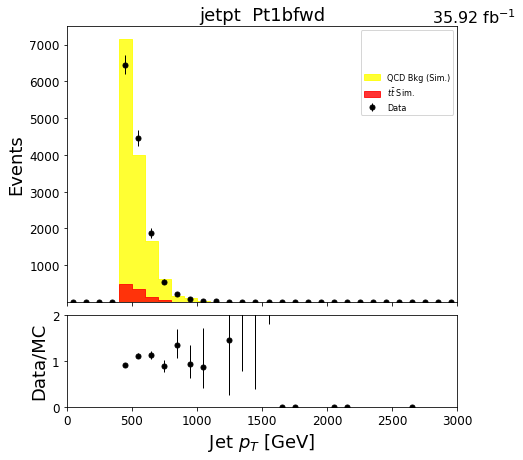 jetpt Pt1bfwd
35.92 fb⁻¹
7000
6000
5000
4000
3000
2000
1000
Events
QCD Bkg (Sim.)
tt̄ Sim.
Data
2
1
0
Data/MC
0 500 1000 1500 2000 2500 3000
Jet p_T [GeV]